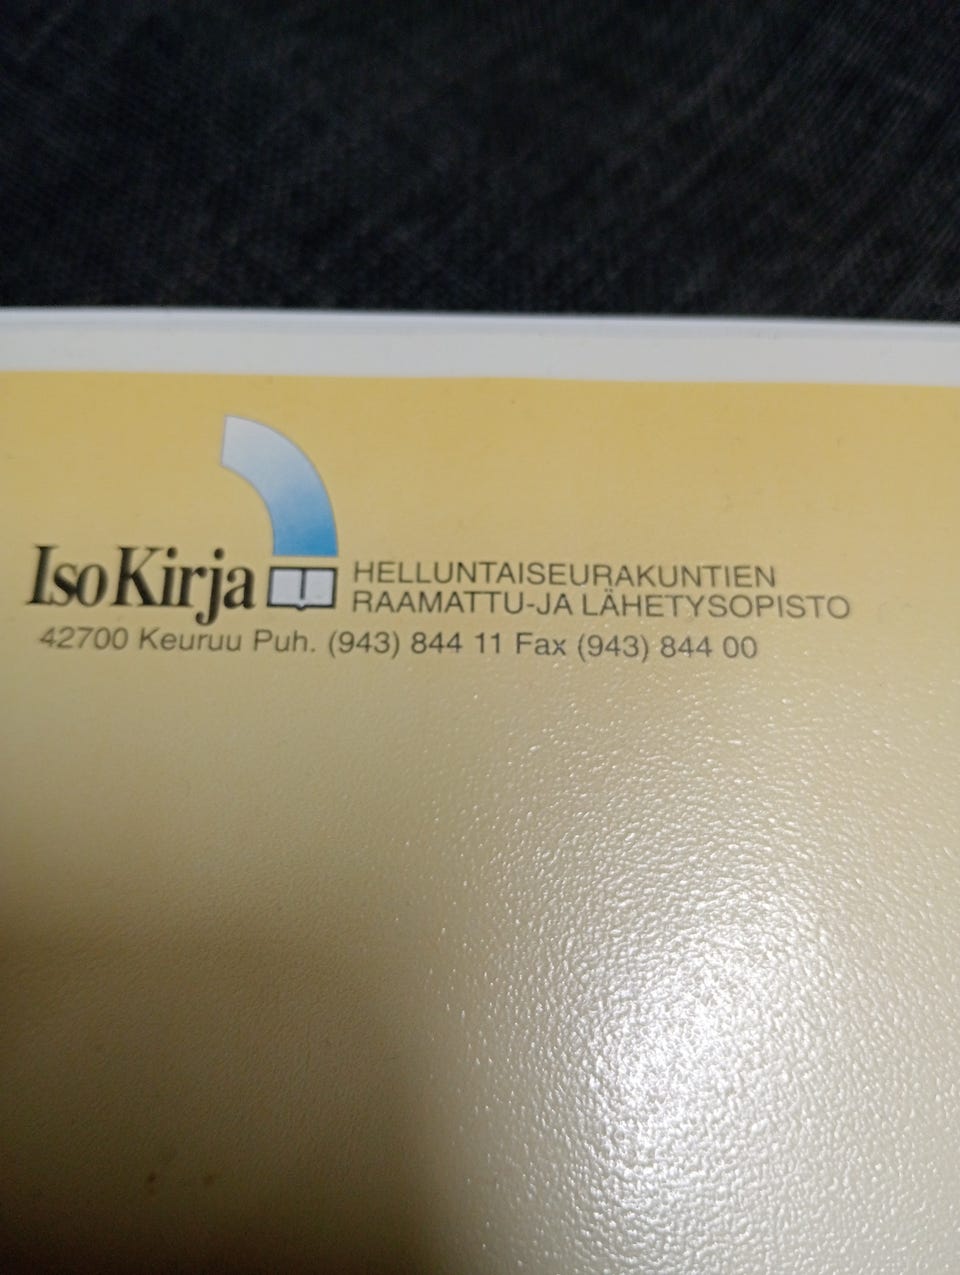 IsoKirja HELLUNTAISEURAKUNTIEN
RAAMATTU-JA LÄHETYSOPISTO
42700 Keuruu Puh. (943) 844 11 Fax (943) 844 00